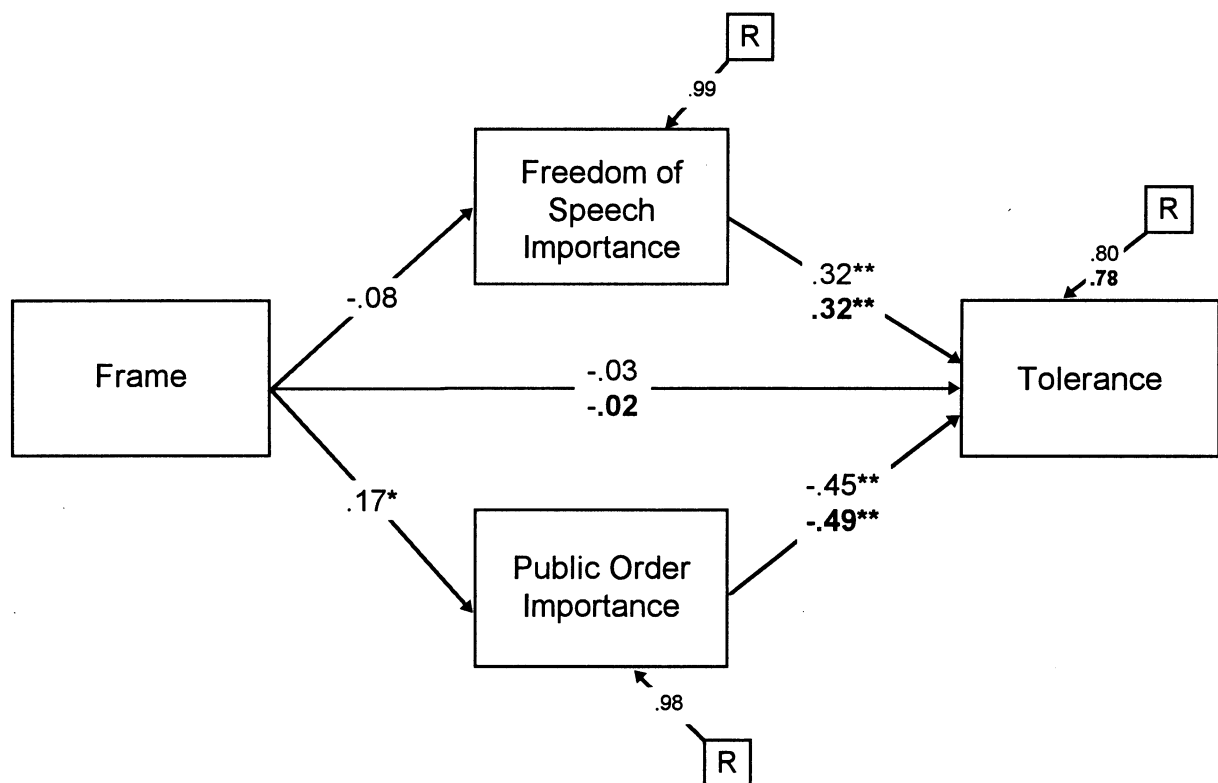 R
.99
Freedom of
Speech
Importance
R
.80
.78
.32**
.32**
-.08
Frame
-.03
-.02
Tolerance
.17*
-.45**
-.49**
Public Order
Importance
.98
R